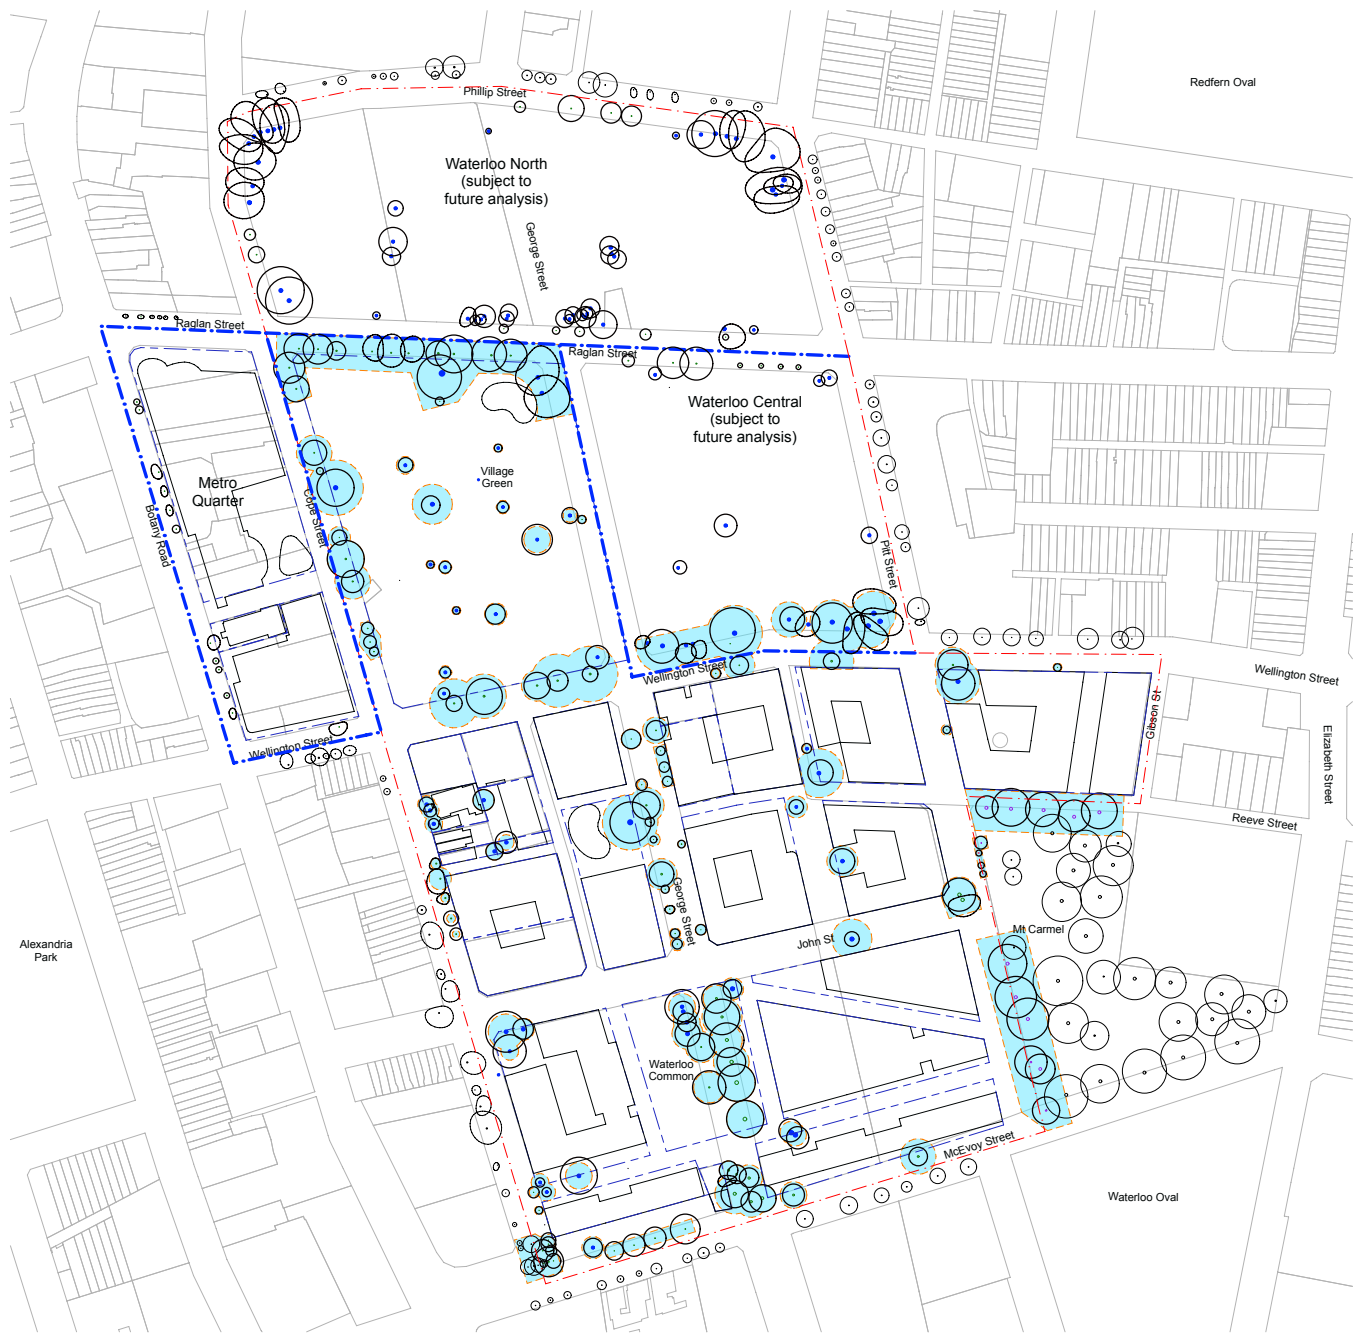 Redfern Oval
Phillip Street
Waterloo North
(subject to
future analysis)
George Street
Raglan Street
Raglan Street
Waterloo Central
(subject to
future analysis)
Village
Green
Metro
Quarter
Cope Street
Botany Road
Pitt Street
Wellington Street
Wellington Street
Wellington Street
Gibson St
Elizabeth Street
Reeve Street
George Street
John St
Mt Carmel
Alexandria
Park
Waterloo
Common
McEvoy Street
Waterloo Oval